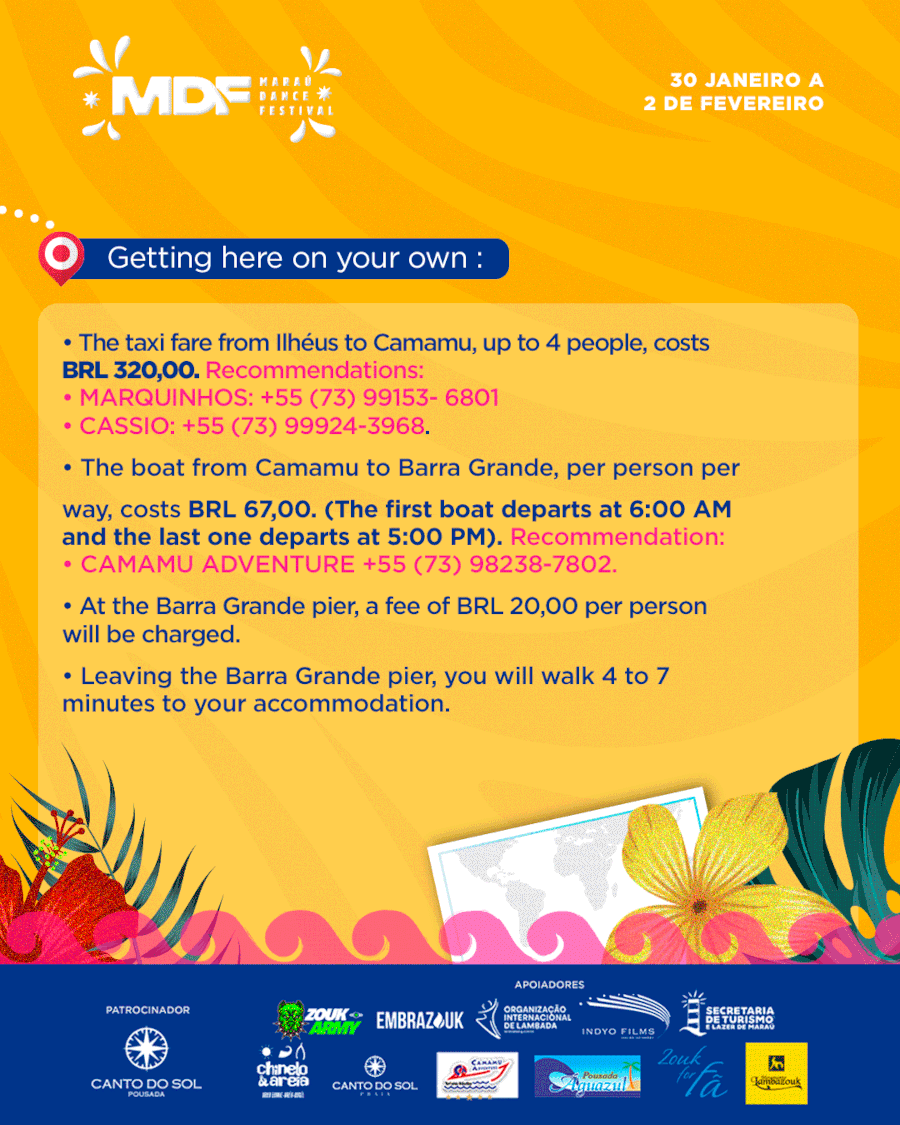 MDF MARAÚ
DANCE
FESTIVAL
30 JANEIRO A
2 DE FEVEREIRO
Getting here on your own :
• The taxi fare from Ilhéus to Camamu, up to 4 people, costs
BRL 320,00. Recommendations:
• MARQUINHOS: +55 (73) 99153- 6801
• CASSIO: +55 (73) 99924-3968.
• The boat from Camamu to Barra Grande, per person per
way, costs BRL 67,00. (The first boat departs at 6:00 AM
and the last one departs at 5:00 PM). Recommendation:
• CAMAMU ADVENTURE +55 (73) 98238-7802.
• At the Barra Grande pier, a fee of BRL 20,00 per person
will be charged.
• Leaving the Barra Grande pier, you will walk 4 to 7
minutes to your accommodation.
PATROCINADOR
CANTO DO SOL
POUSADA
APOIADORES
ZOUK
ARMY
EMBRAZOUK
ORGANIZAÇÃO
INTERNACIONAL
DE LAMBADA
INDYO FILMS
SECRETARIA
DE TURISMO
E LAZER DE MARAÚ
chinelo
&areia
CANTO DO SOL
PRAIA
CAMAMU
Pousada
Aguazul
Zouk
for
Fã
Lambazouk